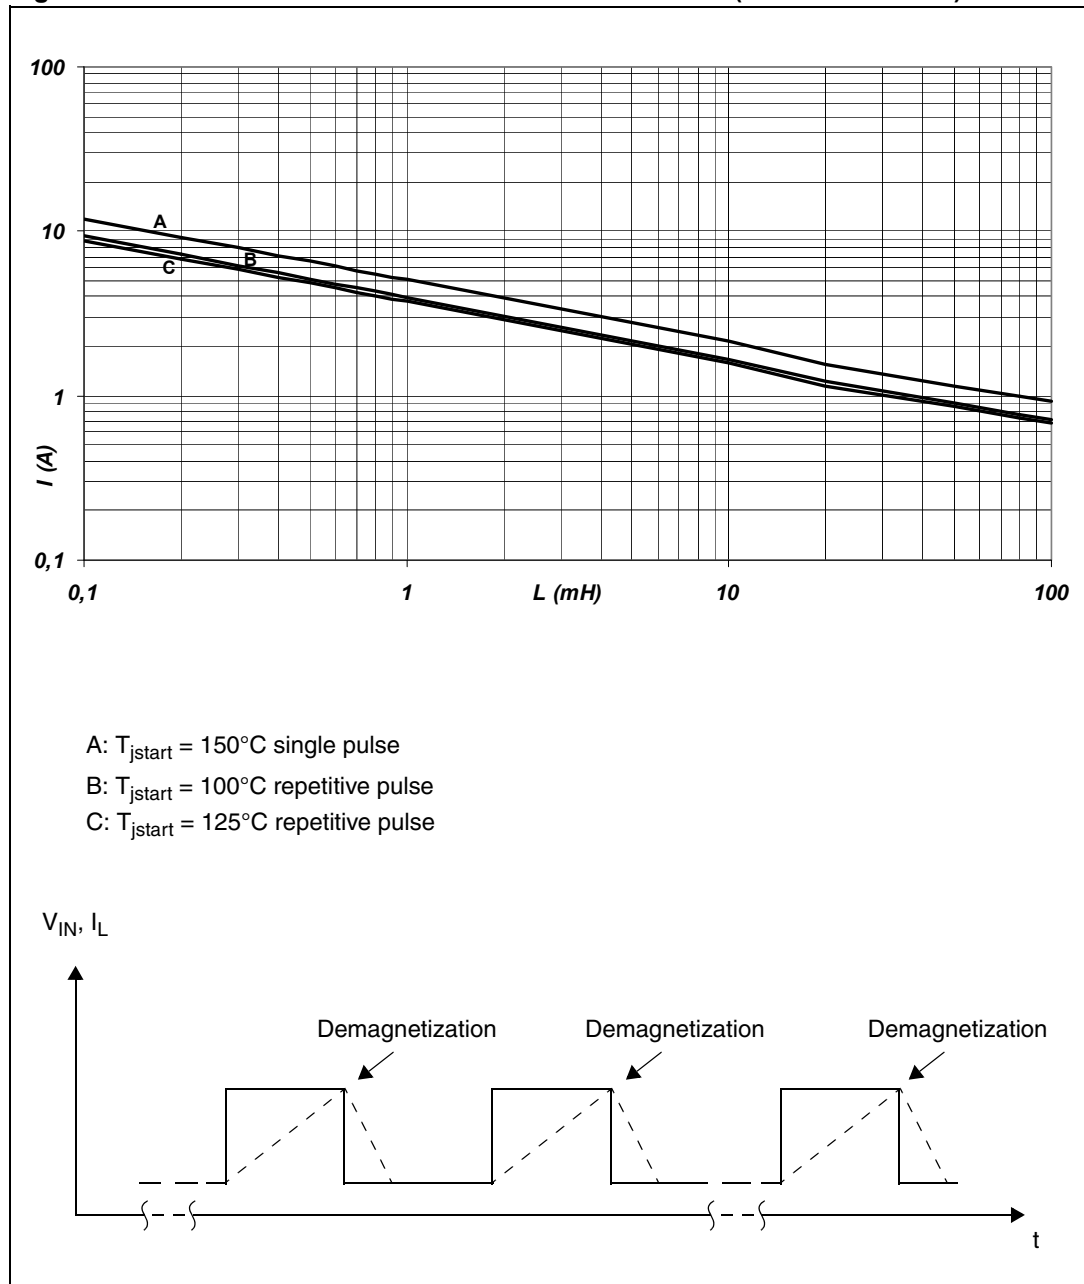 100
10
1
0,1
I (A)
A
B
C
0,1 1 L (mH) 10 100
A: Tjstart = 150°C single pulse
B: Tjstart = 100°C repetitive pulse
C: Tjstart = 125°C repetitive pulse
VIN, IL
Demagnetization Demagnetization Demagnetization
t